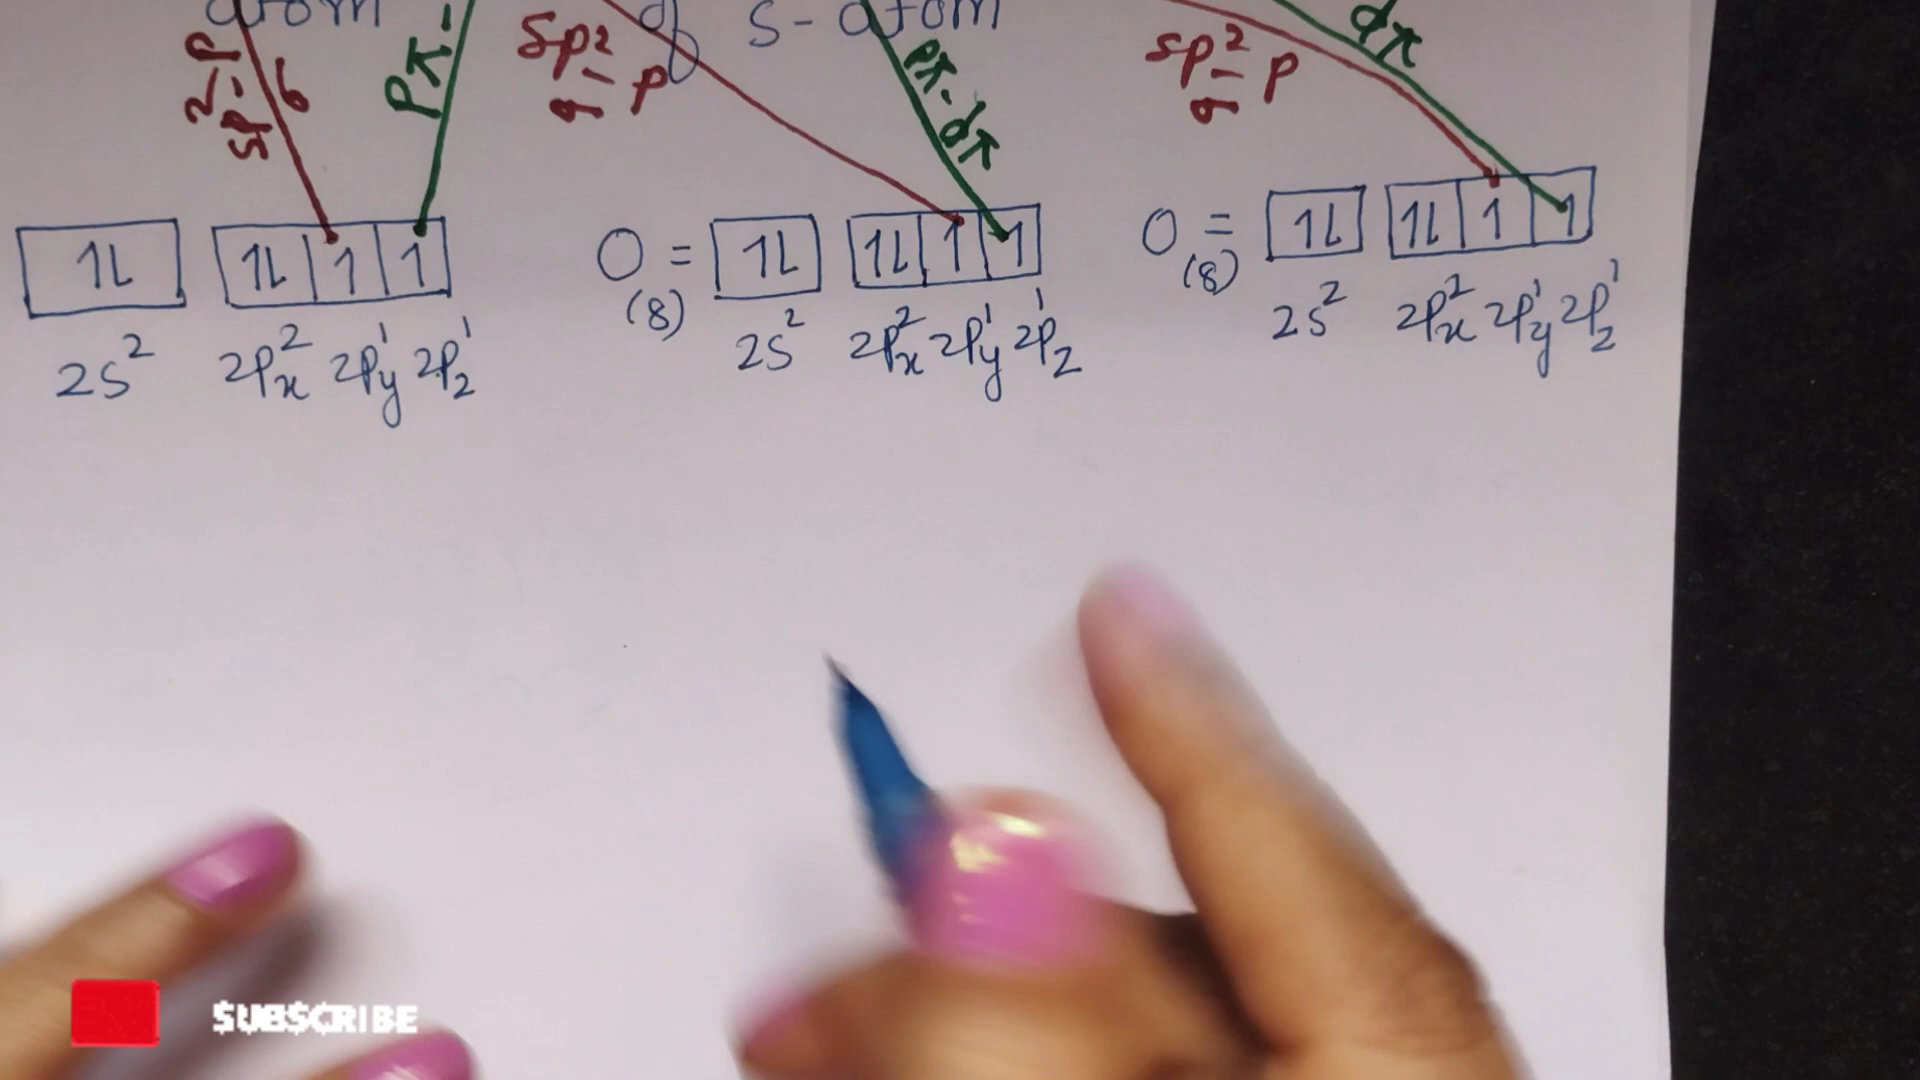 atom of S-atom
sp²-p σ pπ- sp²-p σ pπ-dπ sp²-p σ dπ
1L 1L 1 1 O = 1L 1L 1 1 O = 1L 1L 1 1
(8) (8)
2S² 2Px² 2Py¹ 2Pz¹ 2S² 2Px² 2Py¹ 2Pz¹ 2S² 2Px² 2Py¹ 2Pz¹
SUBSCRIBE